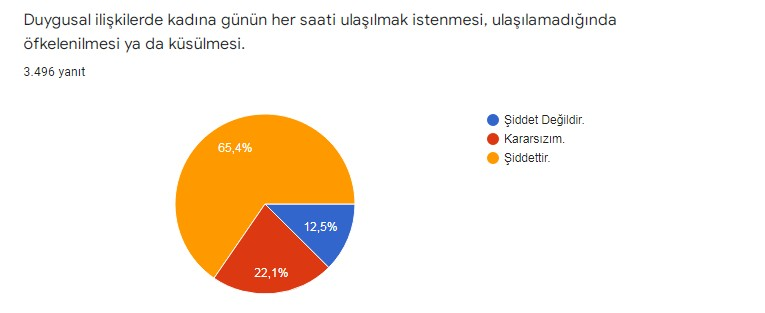 Duygusal ilişkilerde kadına günün her saati ulaşılmak istenmesi, ulaşılamadığında
öfkelenilmesi ya da küsülmesi.
3.496 yanıt
Şiddet Değildir.
Kararsızım.
Şiddettir.
65,4%
12,5%
22,1%